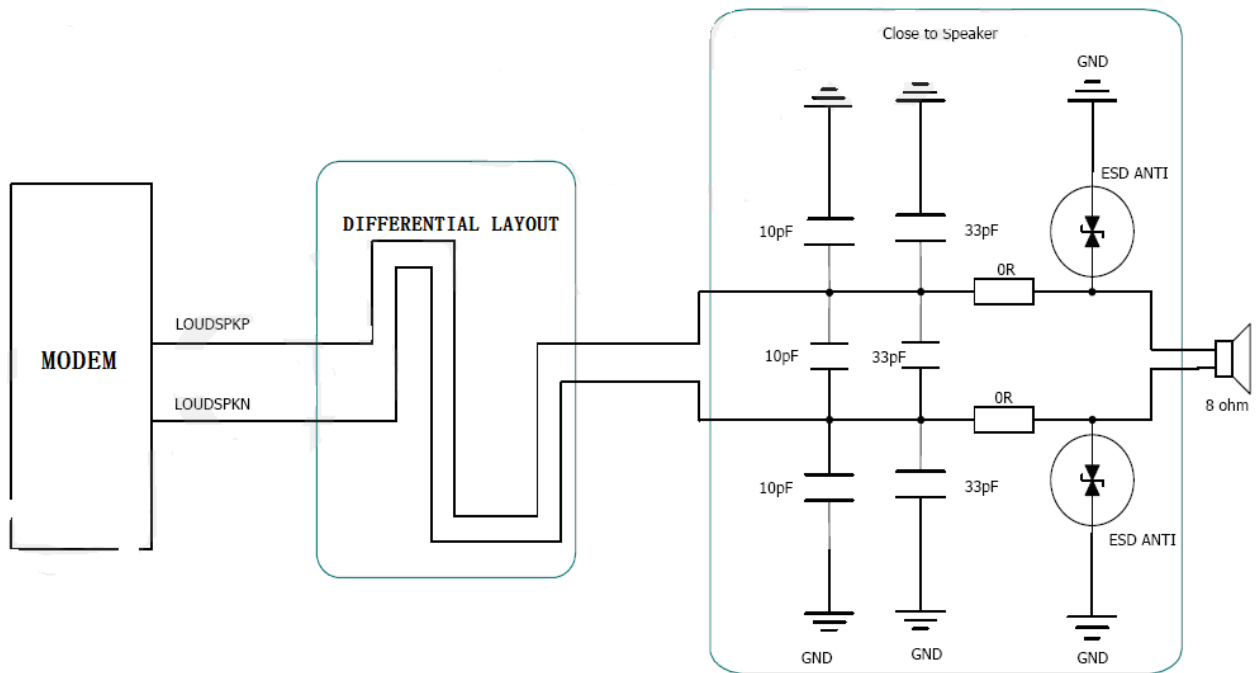 Close to Speaker
GND
ESD ANTI
DIFFERENTIAL LAYOUT
10pF
33pF
0R
LOUDSPKP
MODEM
10pF
33pF
LOUDSPKN
0R
8 ohm
10pF
33pF
ESD ANTI
GND
GND
GND